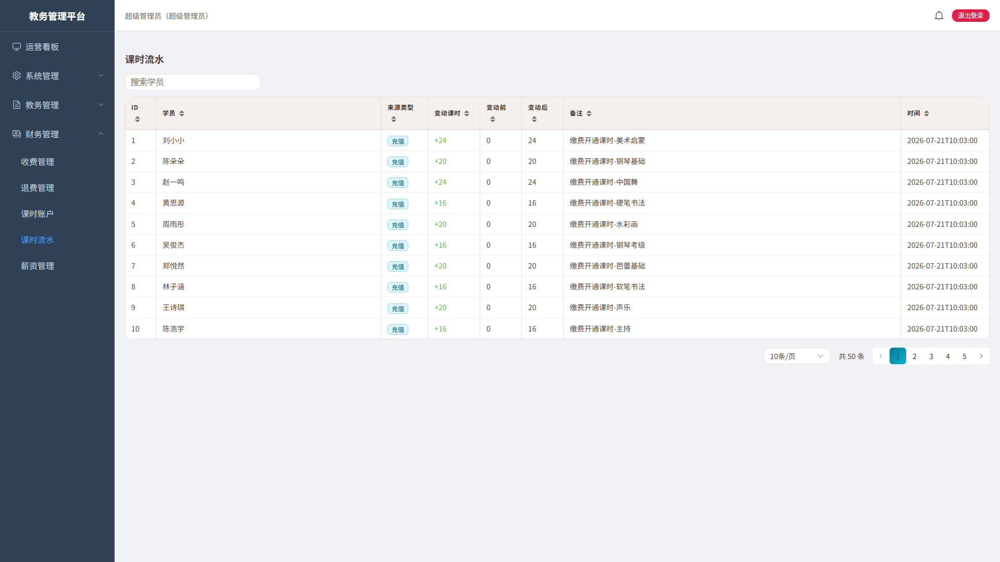 教务管理平台
超级管理员（超级管理员）
退出登录
运营看板
系统管理
教务管理
财务管理
收费管理
退费管理
课时账户
课时流水
薪资管理
课时流水
搜索学员
ID 学员 来源类型 变动课时 变动前 变动后 备注 时间
1 刘小小 充值 +24 0 24 缴费开通课时-美术启蒙 2026-07-21T10:03:00
2 陈朵朵 充值 +20 0 20 缴费开通课时-钢琴基础 2026-07-21T10:03:00
3 赵一鸣 充值 +24 0 24 缴费开通课时-中国舞 2026-07-21T10:03:00
4 黄思源 充值 +16 0 16 缴费开通课时-硬笔书法 2026-07-21T10:03:00
5 周雨彤 充值 +20 0 20 缴费开通课时-水彩画 2026-07-21T10:03:00
6 吴俊杰 充值 +16 0 16 缴费开通课时-钢琴考级 2026-07-21T10:03:00
7 郑悦然 充值 +20 0 20 缴费开通课时-芭蕾基础 2026-07-21T10:03:00
8 林子涵 充值 +16 0 16 缴费开通课时-软笔书法 2026-07-21T10:03:00
9 王诗琪 充值 +20 0 20 缴费开通课时-声乐 2026-07-21T10:03:00
10 陈浩宇 充值 +16 0 16 缴费开通课时-主持 2026-07-21T10:03:00
10条/页 共 50 条 1 2 3 4 5